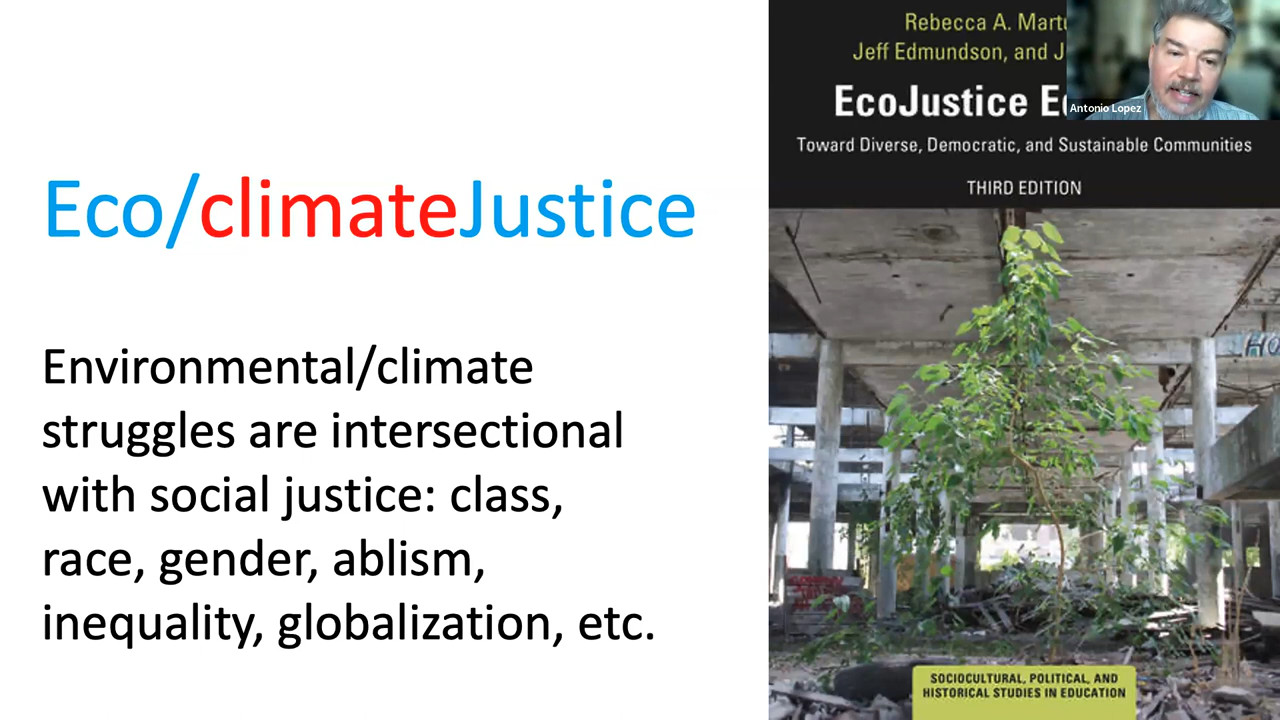 Eco/climateJustice
Environmental/climate
struggles are intersectional
with social justice: class,
race, gender, ablism,
inequality, globalization, etc.
Rebecca A.
Jeff Edmundson, and
EcoJustice
Toward Diverse, Democratic, and Sustainable Communities
THIRD EDITION
SOCIOCULTURAL, POLITICAL, AND
HISTORICAL STUDIES IN EDUCATION
Antonio Lopez